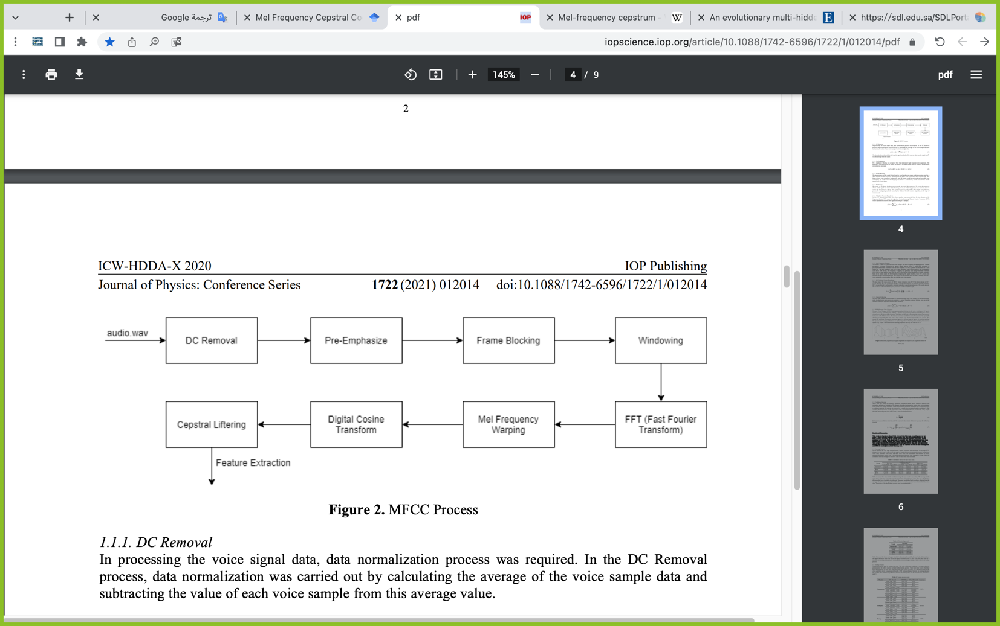 ترجمة Google
Mel Frequency Cepstral Co
pdf
IOP
Mel-frequency cepstrum -
W
An evolutionary multi-hidde
E
https://sdl.edu.sa/SDLPort
iopscience.iop.org/article/10.1088/1742-6596/1722/1/012014/pdf
145%
4 / 9
pdf
2
ICW-HDDA-X 2020
IOP Publishing
Journal of Physics: Conference Series
1722 (2021) 012014
doi:10.1088/1742-6596/1722/1/012014
audio.wav
DC Removal
Pre-Emphasize
Frame Blocking
Windowing
Cepstral Liftering
Digital Cosine
Transform
Mel Frequency
Warping
FFT (Fast Fourier
Transform)
Feature Extraction
Figure 2. MFCC Process
1.1.1. DC Removal
In processing the voice signal data, data normalization process was required. In the DC Removal
process, data normalization was carried out by calculating the average of the voice sample data and
subtracting the value of each voice sample from this average value.
4
5
6